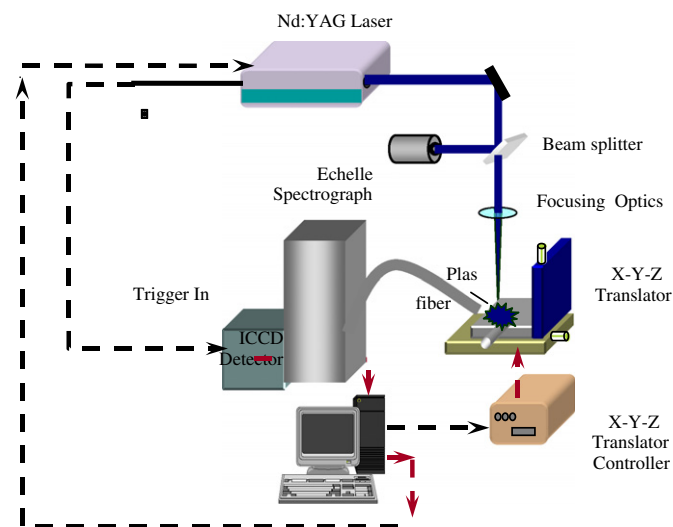 Nd:YAG Laser
Beam splitter
Echelle
Spectrograph
Focusing Optics
Plas
fiber
X-Y-Z
Translator
Trigger In
ICCD
Detector
X-Y-Z
Translator
Controller